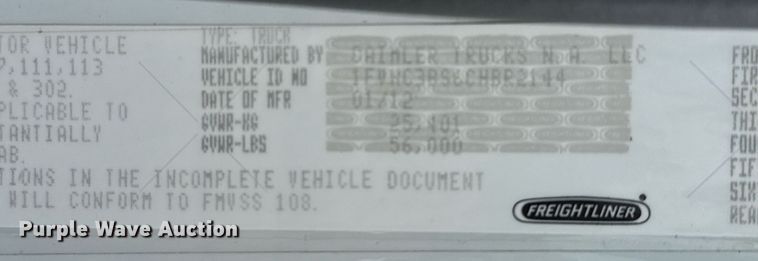 TYPE: TRUCK
TOR VEHICLE MANUFACTURED BY DAIMLER TRUCKS N.A. LLC FRO
7,111,113 VEHICLE ID NO FIR
& 302. DATE OF MFR 01/12 SEC
PLICABLE TO GVWR-KG 25,401 THI
TANTIALLY GVWR-LBS 56,000 FOU
AB. FIF
TIONS IN THE INCOMPLETE VEHICLE DOCUMENT SIX
WILL CONFORM TO FMVSS 108. REA
FREIGHTLINER
Purple Wave Auction